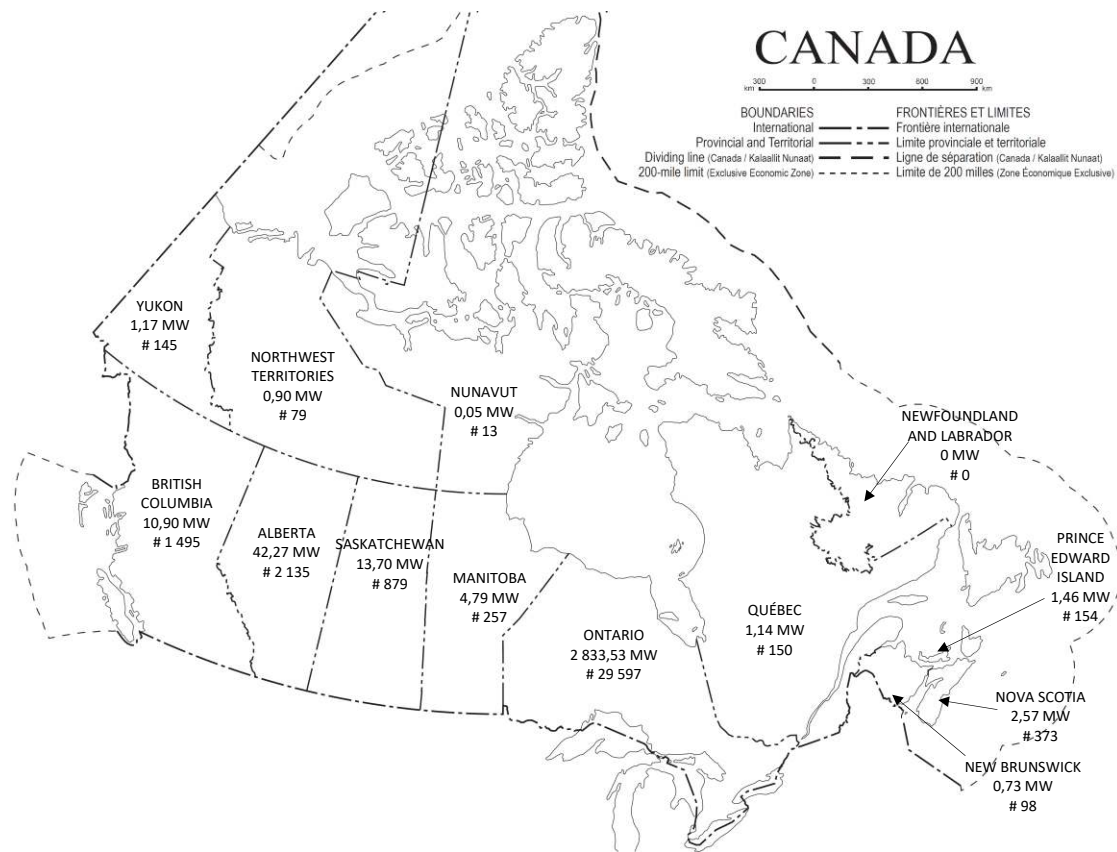 CANADA
300 0 300 600 900
km km
BOUNDARIES FRONTIÈRES ET LIMITES
International Frontière internationale
Provincial and Territorial Limite provinciale et territoriale
Dividing line (Canada / Kalaallit Nunaat) Ligne de séparation (Canada / Kalaallit Nunaat)
200-mile limit (Exclusive Economic Zone) Limite de 200 milles (Zone Économique Exclusive)
YUKON
1,17 MW
# 145
NORTHWEST
TERRITORIES
0,90 MW
# 79
NUNAVUT
0,05 MW
# 13
NEWFOUNDLAND
AND LABRADOR
0 MW
# 0
BRITISH
COLUMBIA
10,90 MW
# 1 495
ALBERTA
42,27 MW
# 2 135
SASKATCHEWAN
13,70 MW
# 879
MANITOBA
4,79 MW
# 257
ONTARIO
2 833,53 MW
# 29 597
QUÉBEC
1,14 MW
# 150
PRINCE
EDWARD
ISLAND
1,46 MW
# 154
NOVA SCOTIA
2,57 MW
# 373
NEW BRUNSWICK
0,73 MW
# 98